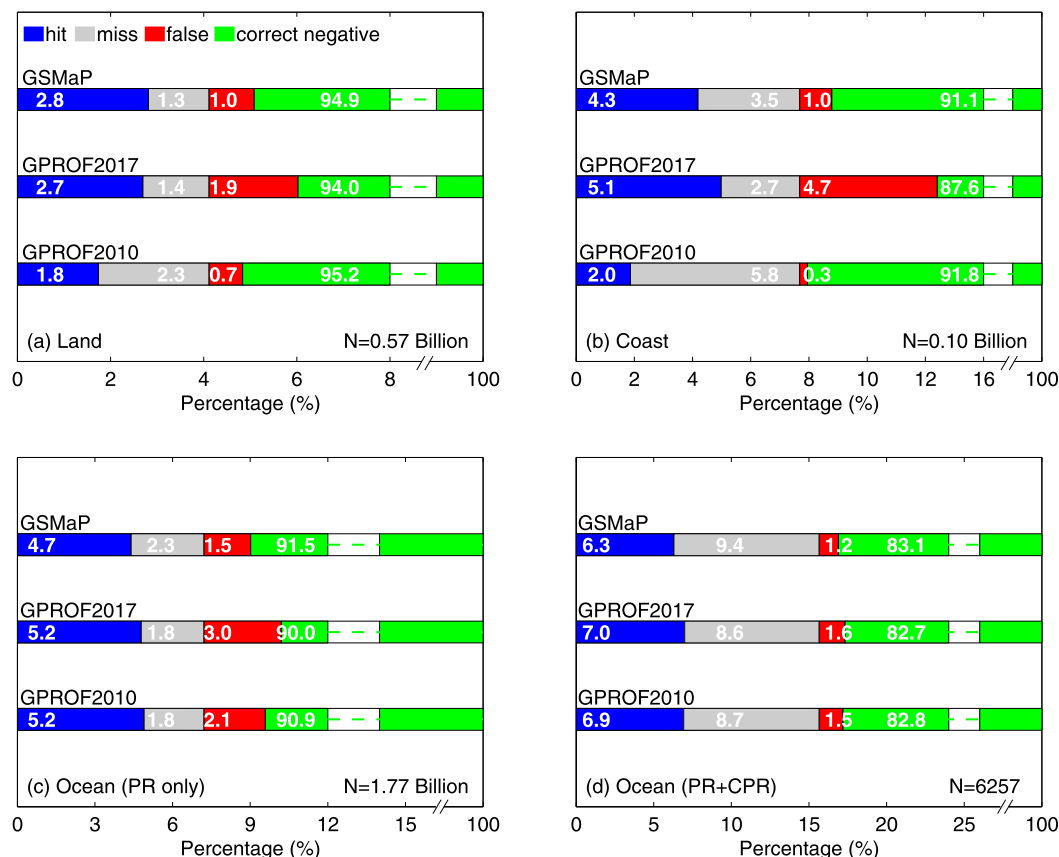 hit miss false correct negative
GSMaP
2.8 1.3 1.0 94.9
GPROF2017
2.7 1.4 1.9 94.0
GPROF2010
1.8 2.3 0.7 95.2
(a) Land N=0.57 Billion
0 2 4 6 8 100
Percentage (%)
GSMaP
4.3 3.5 1.0 91.1
GPROF2017
5.1 2.7 4.7 87.6
GPROF2010
2.0 5.8 0.3 91.8
(b) Coast N=0.10 Billion
0 2 4 6 8 10 12 16 100
Percentage (%)
GSMaP
4.7 2.3 1.5 91.5
GPROF2017
5.2 1.8 3.0 90.0
GPROF2010
5.2 1.8 2.1 90.9
(c) Ocean (PR only) N=1.77 Billion
0 3 6 9 12 15 100
Percentage (%)
GSMaP
6.3 9.4 1.2 83.1
GPROF2017
7.0 8.6 1.6 82.7
GPROF2010
6.9 8.7 1.5 82.8
(d) Ocean (PR+CPR) N=6257
0 5 10 15 20 25 100
Percentage (%)